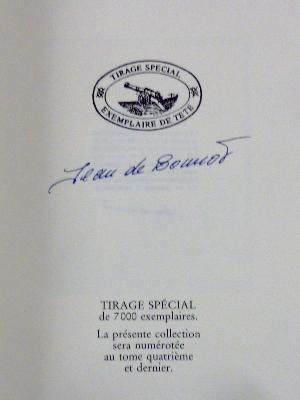 TIRAGE SPÉCIAL
EXEMPLAIRE DE TETE
Jean de Bonnot
TIRAGE SPÉCIAL
de 7000 exemplaires.
La présente collection
sera numérotée
au tome quatrième
et dernier.